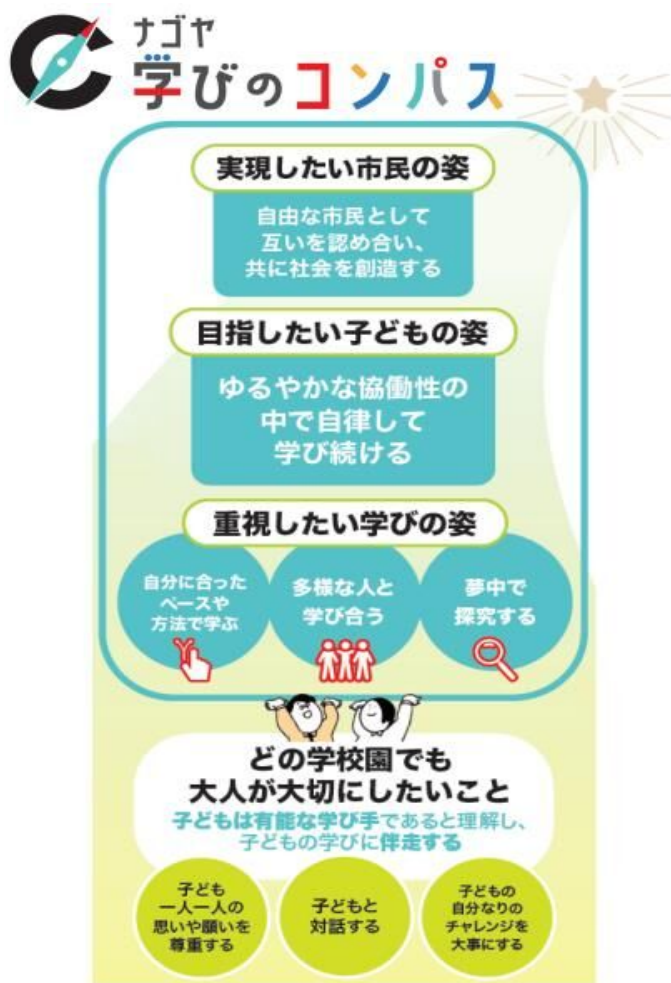 ナゴヤ
学びのコンパス
実現したい市民の姿
自由な市民として
互いを認め合い、
共に社会を創造する
目指したい子どもの姿
ゆるやかな協働性の
中で自律して
学び続ける
重視したい学びの姿
自分に合った
ペースや
方法で学ぶ
多様な人と
学び合う
夢中で
探究する
どの学校園でも
大人が大切にしたいこと
子どもは有能な学び手であると理解し、
子どもの学びに伴走する
子ども
一人一人の
思いや願いを
尊重する
子どもと
対話する
子どもの
自分なりの
チャレンジを
大事にする